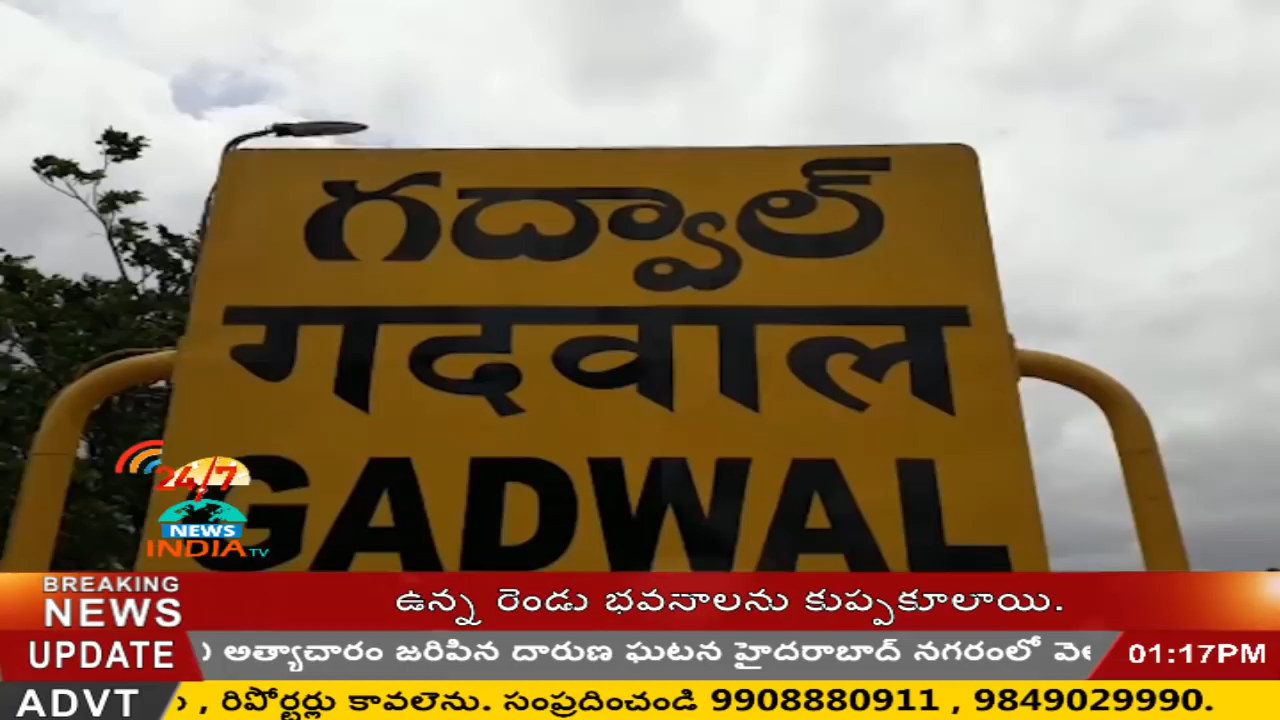 గద్వాల్
गदवाल
GADWAL
24/7
NEWS
INDIA TV
BREAKING
NEWS
ఉన్న రెండు భవనాలను కుప్పకూలాయి.
UPDATE
అత్యాచారం జరిపిన దారుణ ఘటన హైదరాబాద్ నగరంలో
01:17PM
ADVT
, రిపోర్టర్లు కావలెను. సంప్రదించండి 9908880911 , 9849029990.